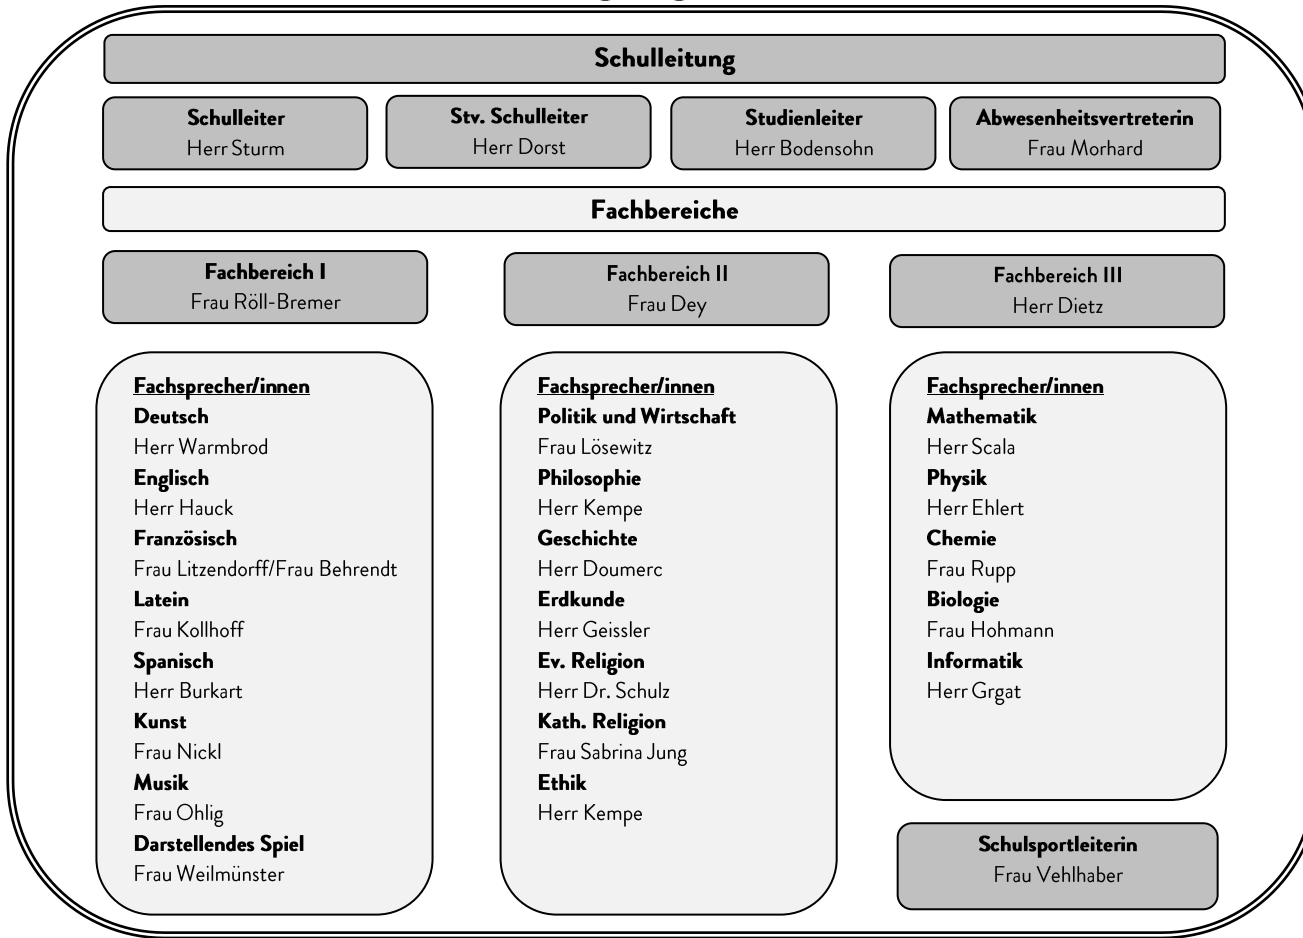 Schulleitung
Schulleiter
Herr Sturm
Stv. Schulleiter
Herr Dorst
Studienleiter
Herr Bodensohn
Abwesenheitsvertreterin
Frau Morhard
Fachbereiche
Fachbereich I
Frau Röll-Bremer
Fachbereich II
Frau Dey
Fachbereich III
Herr Dietz
Fachsprecher/innen
Deutsch
Herr Warmbrod
Englisch
Herr Hauck
Französisch
Frau Litzendorff/Frau Behrendt
Latein
Frau Kollhoff
Spanisch
Herr Burkart
Kunst
Frau Nickl
Musik
Frau Ohlig
Darstellendes Spiel
Frau Weilmünster
Fachsprecher/innen
Politik und Wirtschaft
Frau Lösewitz
Philosophie
Herr Kempe
Geschichte
Herr Doumerc
Erdkunde
Herr Geissler
Ev. Religion
Herr Dr. Schulz
Kath. Religion
Frau Sabrina Jung
Ethik
Herr Kempe
Fachsprecher/innen
Mathematik
Herr Scala
Physik
Herr Ehlert
Chemie
Frau Rupp
Biologie
Frau Hohmann
Informatik
Herr Grgat
Schulsportleiterin
Frau Vehlhaber